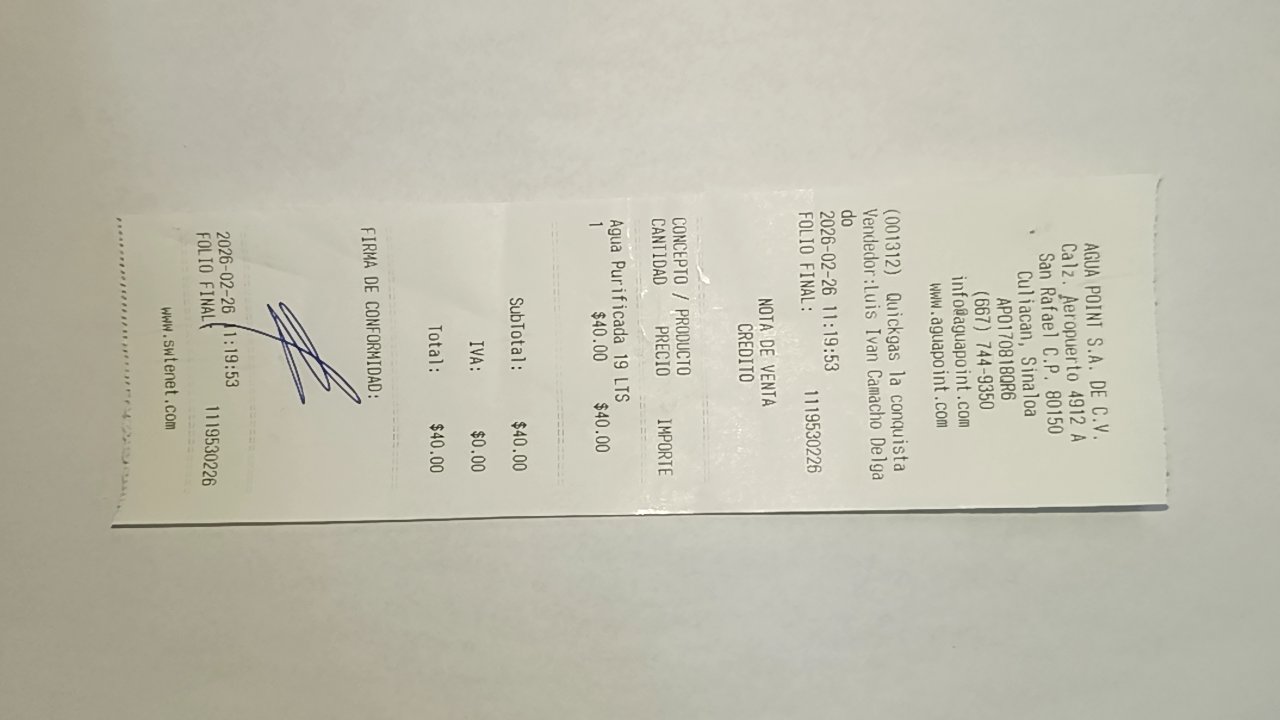 AGUA POINT S.A. DE C.V.
Calz. Aeropuerto 4912 A
San Rafael C.P. 80150
Culiacan, Sinaloa
APO170818QR6
(667) 744-9350
info@aguapoint.com
www.aguapoint.com
(001312) Quickgas la conquista
Vendedor:Luis Ivan Camacho Delga
do
2026-02-26 11:19:53
FOLIO FINAL: 1119530226
NOTA DE VENTA
CREDITO
CONCEPTO / PRODUCTO
CANTIDAD PRECIO IMPORTE
Agua Purificada 19 LTS
1 $40.00 $40.00
SubTotal: $40.00
IVA: $0.00
Total: $40.00
FIRMA DE CONFORMIDAD:
2026-02-26 11:19:53
FOLIO FINAL: 1119530226
www.swtenet.com